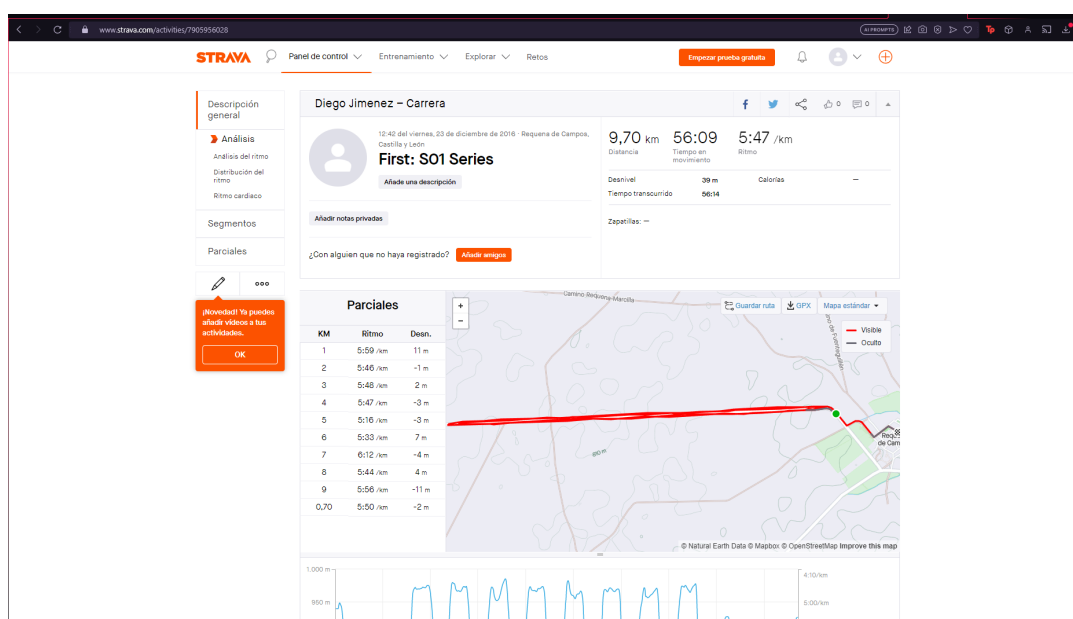 www.strava.com/activities/7905956028
AI PROMPTS
Tp
STRAVA
Panel de control
Entrenamiento
Explorar
Retos
Empezar prueba gratuita
Descripción
general
Análisis
Análisis del ritmo
Distribución del
ritmo
Ritmo cardiaco
Segmentos
Parciales
¡Novedad! Ya puedes
añadir vídeos a tus
actividades.
OK
Diego Jimenez – Carrera
0
0
12:42 del viernes, 23 de diciembre de 2016 · Requena de Campos,
Castilla y León
First: S01 Series
Añade una descripción
Añadir notas privadas
¿Con alguien que no haya registrado?
Añadir amigos
9,70 km 56:09 5:47 /km
Distancia Tiempo en movimiento Ritmo
Desnivel 39 m Calorías —
Tiempo transcurrido 56:14
Zapatillas: —
Parciales
KM Ritmo Desn.
1 5:59 /km 11 m
2 5:46 /km -1 m
3 5:48 /km 2 m
4 5:47 /km -3 m
5 5:16 /km -3 m
6 5:33 /km 7 m
7 6:12 /km -4 m
8 5:44 /km 4 m
9 5:56 /km -11 m
0,70 5:50 /km -2 m
+
−
Camino Requena-Marcilla
Guardar ruta
GPX
Mapa estándar
Visible
Oculto
de Cam
© Natural Earth Data © Mapbox © OpenStreetMap Improve this map
1.000 m
950 m
4:10/km
5:00/km